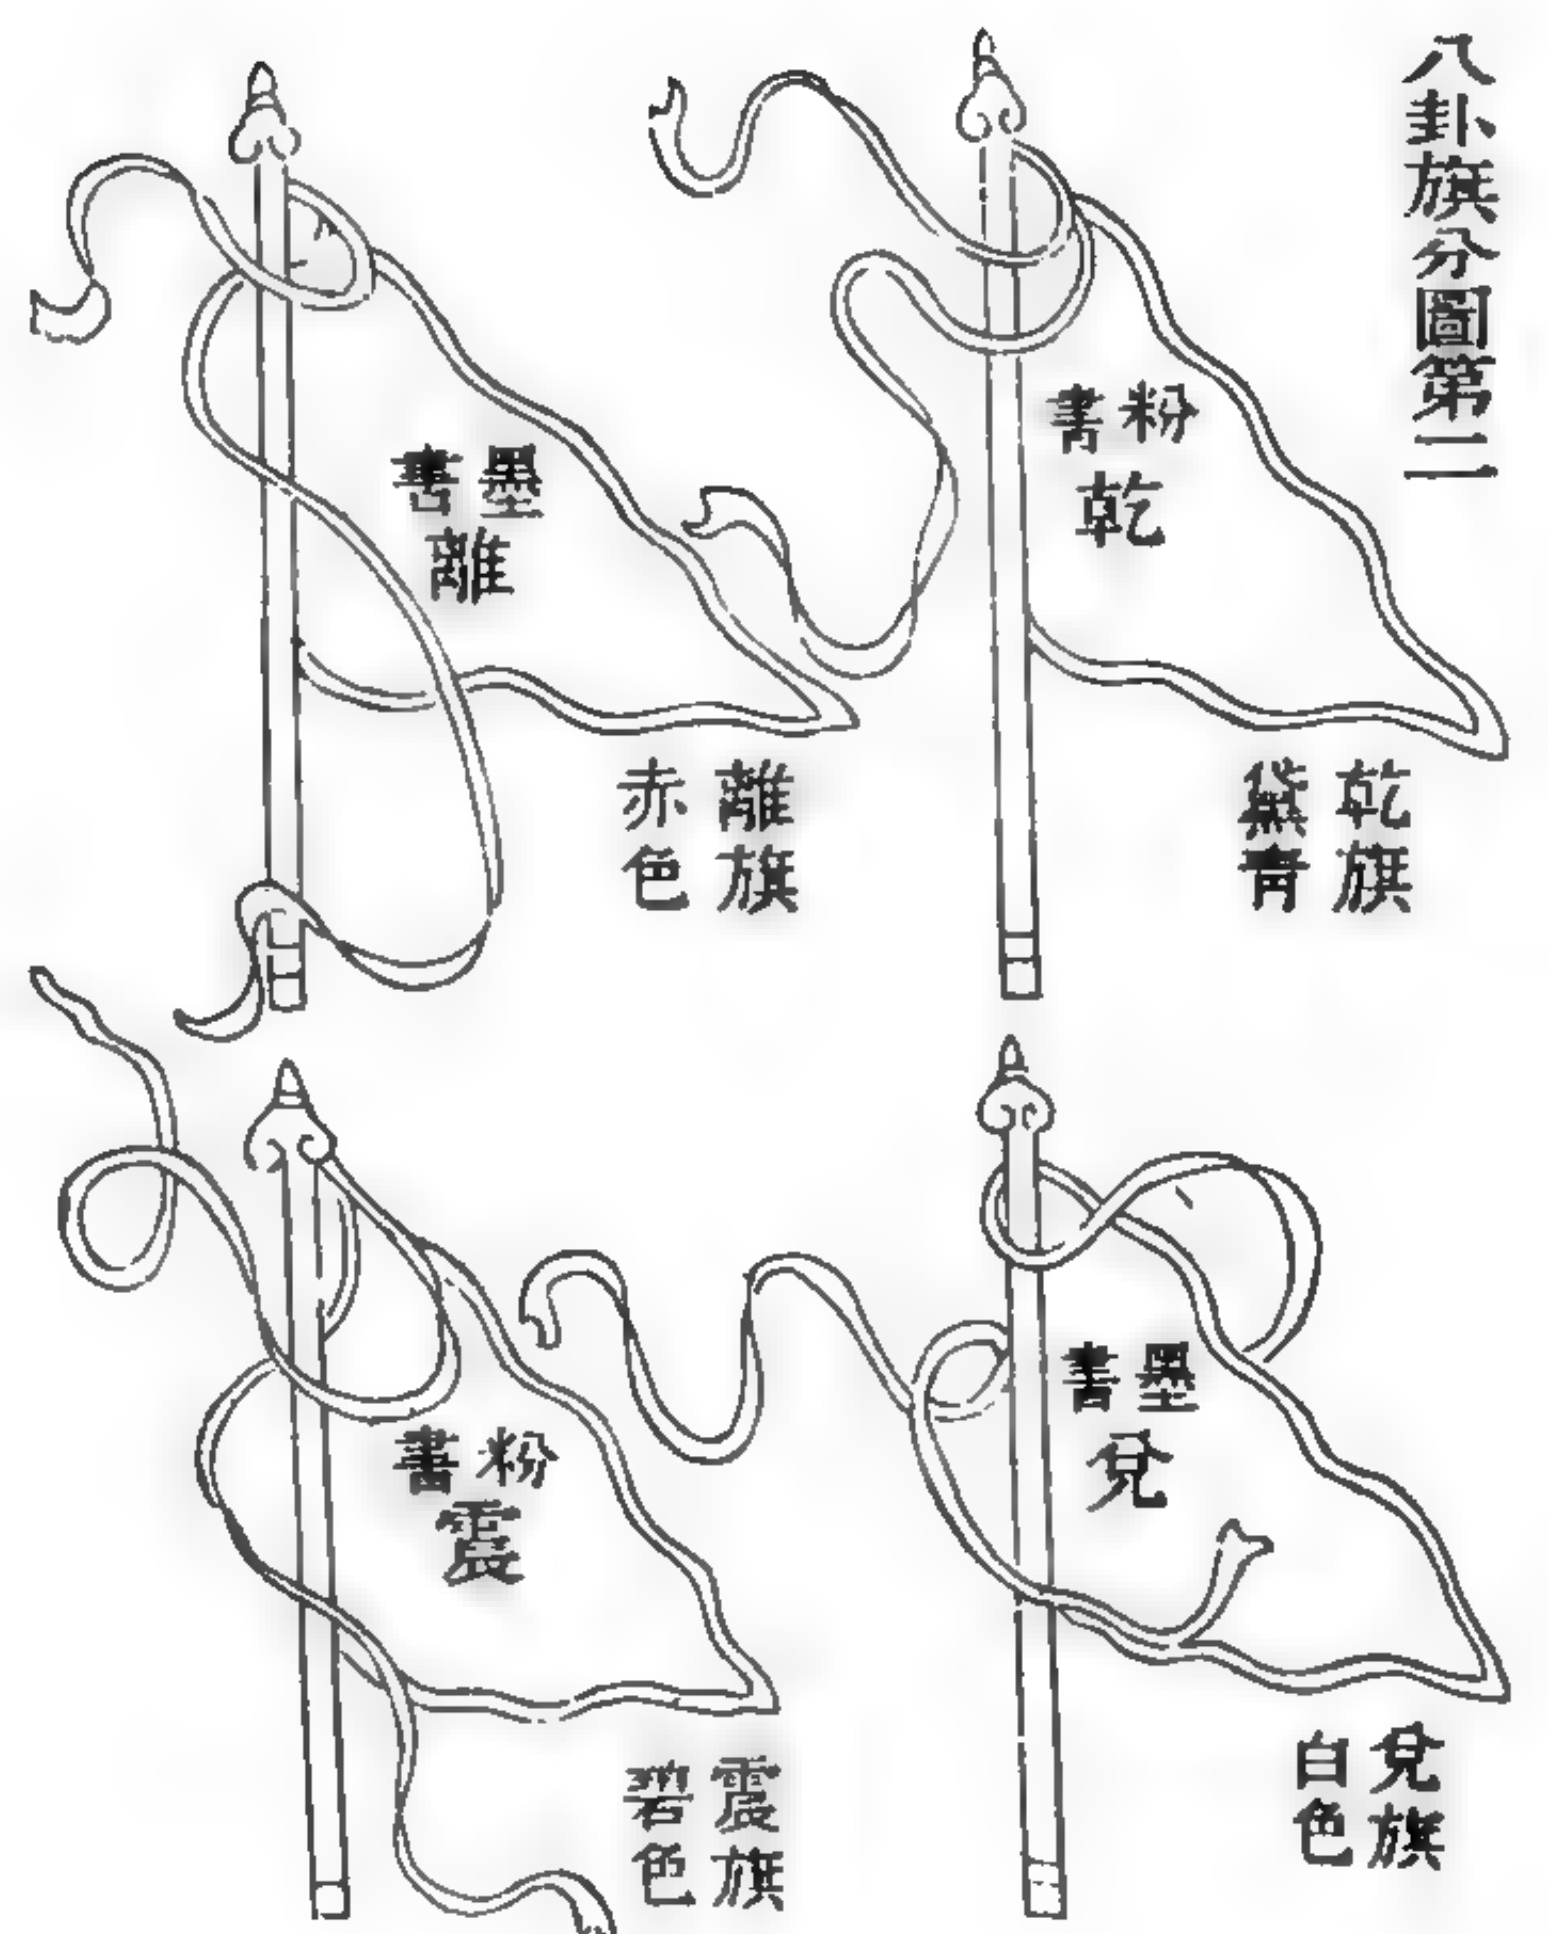 八卦旗分圖第二
粉書
乾
乾旗
黛青
墨書
兌
兌旗
白色
墨書
離
離旗
赤色
粉書
震
震旗
碧色